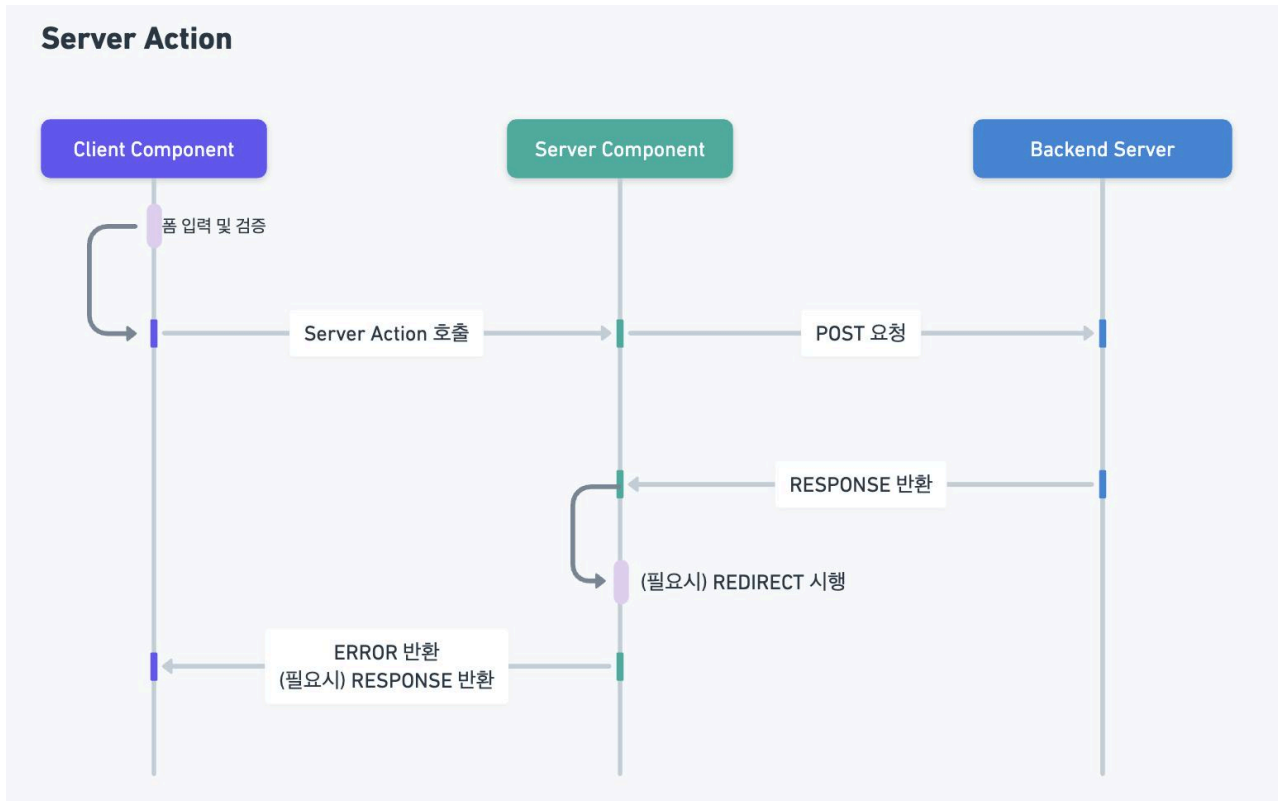 Server Action
Client Component
Server Component
Backend Server
폼 입력 및 검증
Server Action 호출
POST 요청
RESPONSE 반환
(필요시) REDIRECT 시행
ERROR 반환
(필요시) RESPONSE 반환